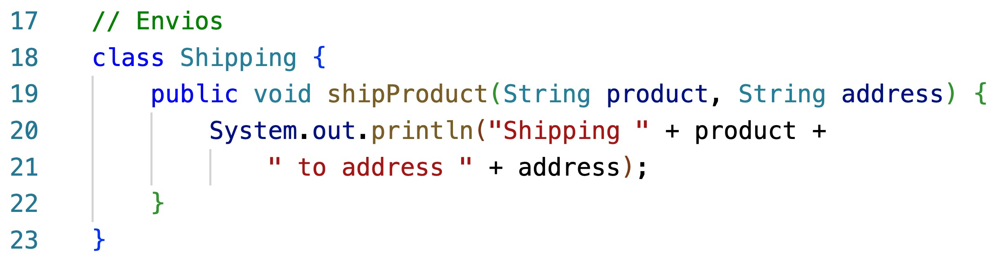 17 // Envios
18 class Shipping {
19     public void shipProduct(String product, String address) {
20         System.out.println("Shipping " + product +
21             " to address " + address);
22     }
23 }